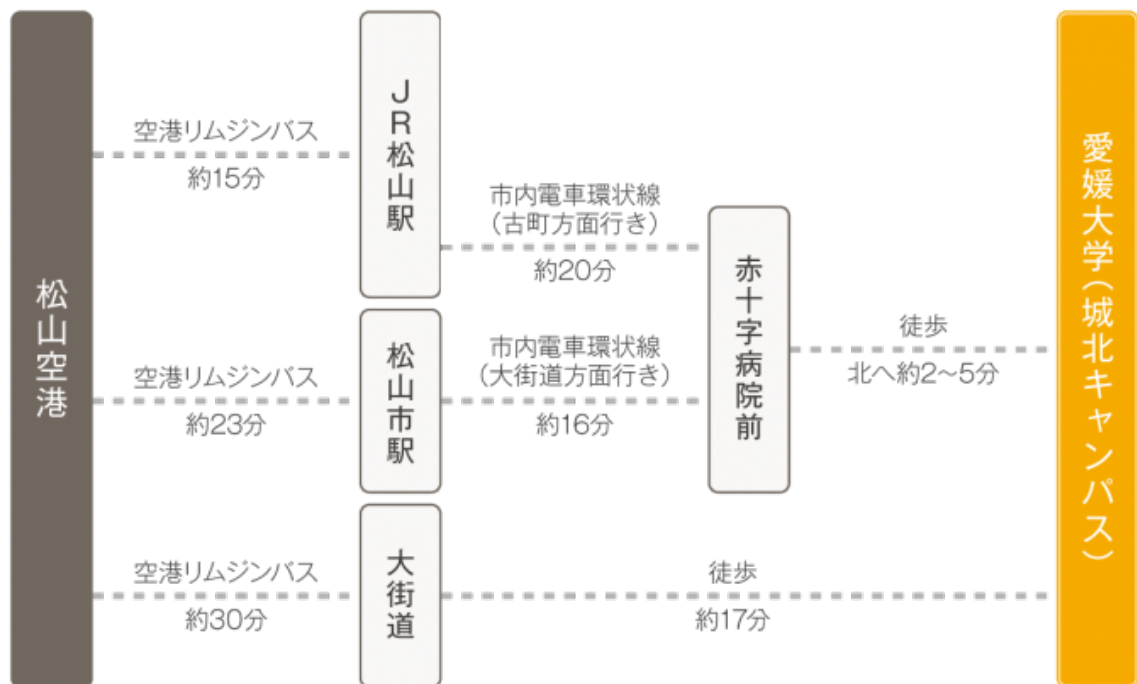 松山空港
空港リムジンバス
約15分
JR松山駅
市内電車環状線
（古町方面行き）
約20分
空港リムジンバス
約23分
松山市駅
市内電車環状線
（大街道方面行き）
約16分
赤十字病院前
徒歩
北へ約2～5分
空港リムジンバス
約30分
大街道
徒歩
約17分
愛媛大学（城北キャンパス）